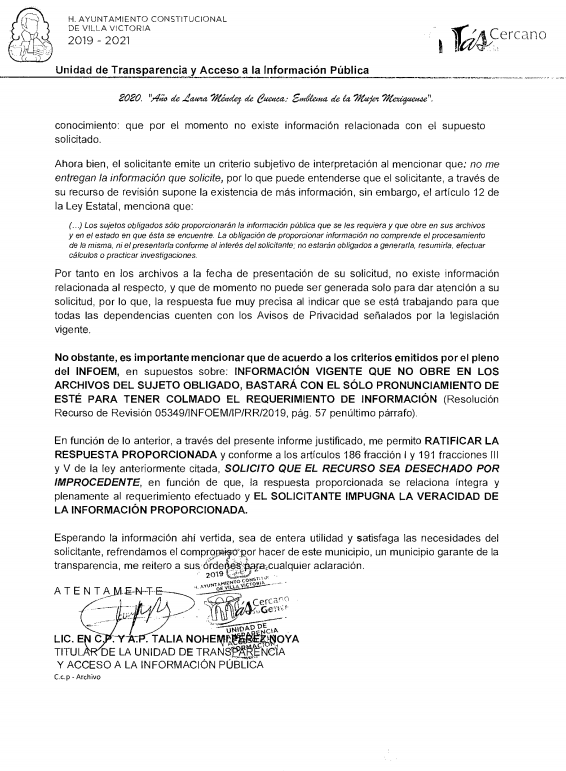 H. AYUNTAMIENTO CONSTITUCIONAL
DE VILLA VICTORIA
2019 - 2021
Más Cercano
Unidad de Transparencia y Acceso a la Información Pública
2020. "Año de Laura Méndez de Cuenca; Emblema de la Mujer Mexiquense".
conocimiento: que por el momento no existe información relacionada con el supuesto
solicitado.
Ahora bien, el solicitante emite un criterio subjetivo de interpretación al mencionar que: no me
entregan la información que solicite, por lo que puede entenderse que el solicitante, a través de
su recurso de revisión supone la existencia de más información, sin embargo, el artículo 12 de
la Ley Estatal, menciona que:
(...) Los sujetos obligados sólo proporcionarán la información pública que se les requiera y que obre en sus archivos
y en el estado en que ésta se encuentre. La obligación de proporcionar información no comprende el procesamiento
de la misma, ni el presentarla conforme al interés del solicitante; no estarán obligados a generarla, resumirla, efectuar
cálculos o practicar investigaciones.
Por tanto en los archivos a la fecha de presentación de su solicitud, no existe información
relacionada al respecto, y que de momento no puede ser generada solo para dar atención a su
solicitud, por lo que, la respuesta fue muy precisa al indicar que se está trabajando para que
todas las dependencias cuenten con los Avisos de Privacidad señalados por la legislación
vigente.
No obstante, es importante mencionar que de acuerdo a los criterios emitidos por el pleno
del INFOEM, en supuestos sobre: INFORMACIÓN VIGENTE QUE NO OBRE EN LOS
ARCHIVOS DEL SUJETO OBLIGADO, BASTARÁ CON EL SÓLO PRONUNCIAMIENTO DE
ESTÉ PARA TENER COLMADO EL REQUERIMIENTO DE INFORMACIÓN (Resolución
Recurso de Revisión 05349/INFOEM/IP/RR/2019, pág. 57 penúltimo párrafo).
En función de lo anterior, a través del presente informe justificado, me permito RATIFICAR LA
RESPUESTA PROPORCIONADA y conforme a los artículos 186 fracción I y 191 fracciones III
y V de la ley anteriormente citada, SOLICITO QUE EL RECURSO SEA DESECHADO POR
IMPROCEDENTE, en función de que, la respuesta proporcionada se relaciona íntegra y
plenamente al requerimiento efectuado y EL SOLICITANTE IMPUGNA LA VERACIDAD DE
LA INFORMACIÓN PROPORCIONADA.
Esperando la información ahí vertida, sea de entera utilidad y satisfaga las necesidades del
solicitante, refrendamos el compromiso por hacer de este municipio, un municipio garante de la
transparencia, me reitero a sus órdenes para cualquier aclaración.
2019
H. AYUNTAMIENTO CONSTITUC
DE VILLA VICTORIA
A T E N T A M E N T E
Más Cercano
Gente
UNIDAD DE
LIC. EN C.P. Y A.P. TALIA NOHEMI PEREZ NOYA
TITULAR DE LA UNIDAD DE TRANSPARENCIA
Y ACCESO A LA INFORMACIÓN PÚBLICA
C.c.p - Archivo